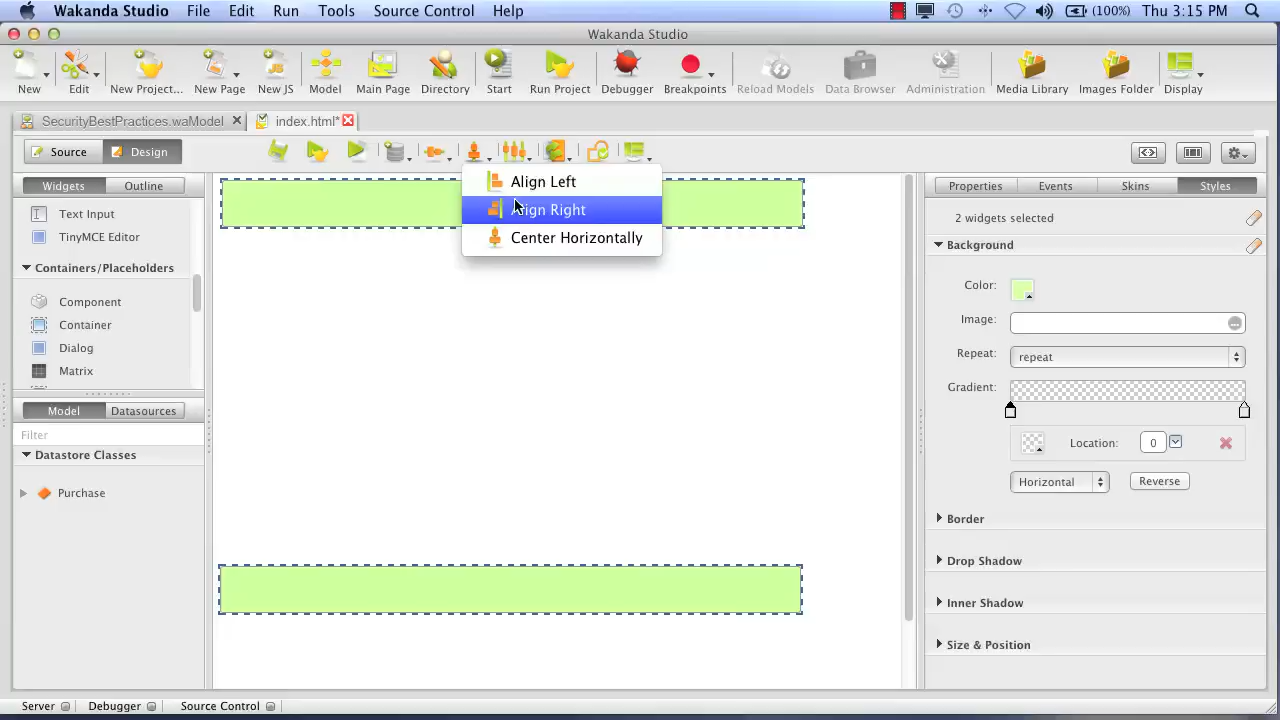 Wakanda Studio File Edit Run Tools Source Control Help (100%) Thu 3:15 PM
Wakanda Studio
New Edit New Project... New Page New JS Model Main Page Directory Start Run Project Debugger Breakpoints Reload Models Data Browser Administration Media Library Images Folder Display
SecurityBestPractices.waModel index.html*
Source Design
Widgets Outline Align Left Properties Events Skins Styles
Text Input Align Right 2 widgets selected
TinyMCE Editor Center Horizontally Background
Containers/Placeholders
Component Color:
Container Image:
Dialog Repeat: repeat
Matrix Gradient:
Model Datasources
Filter Location: 0
Datastore Classes
Purchase Horizontal Reverse
Border
Drop Shadow
Inner Shadow
Size & Position
Server Debugger Source Control